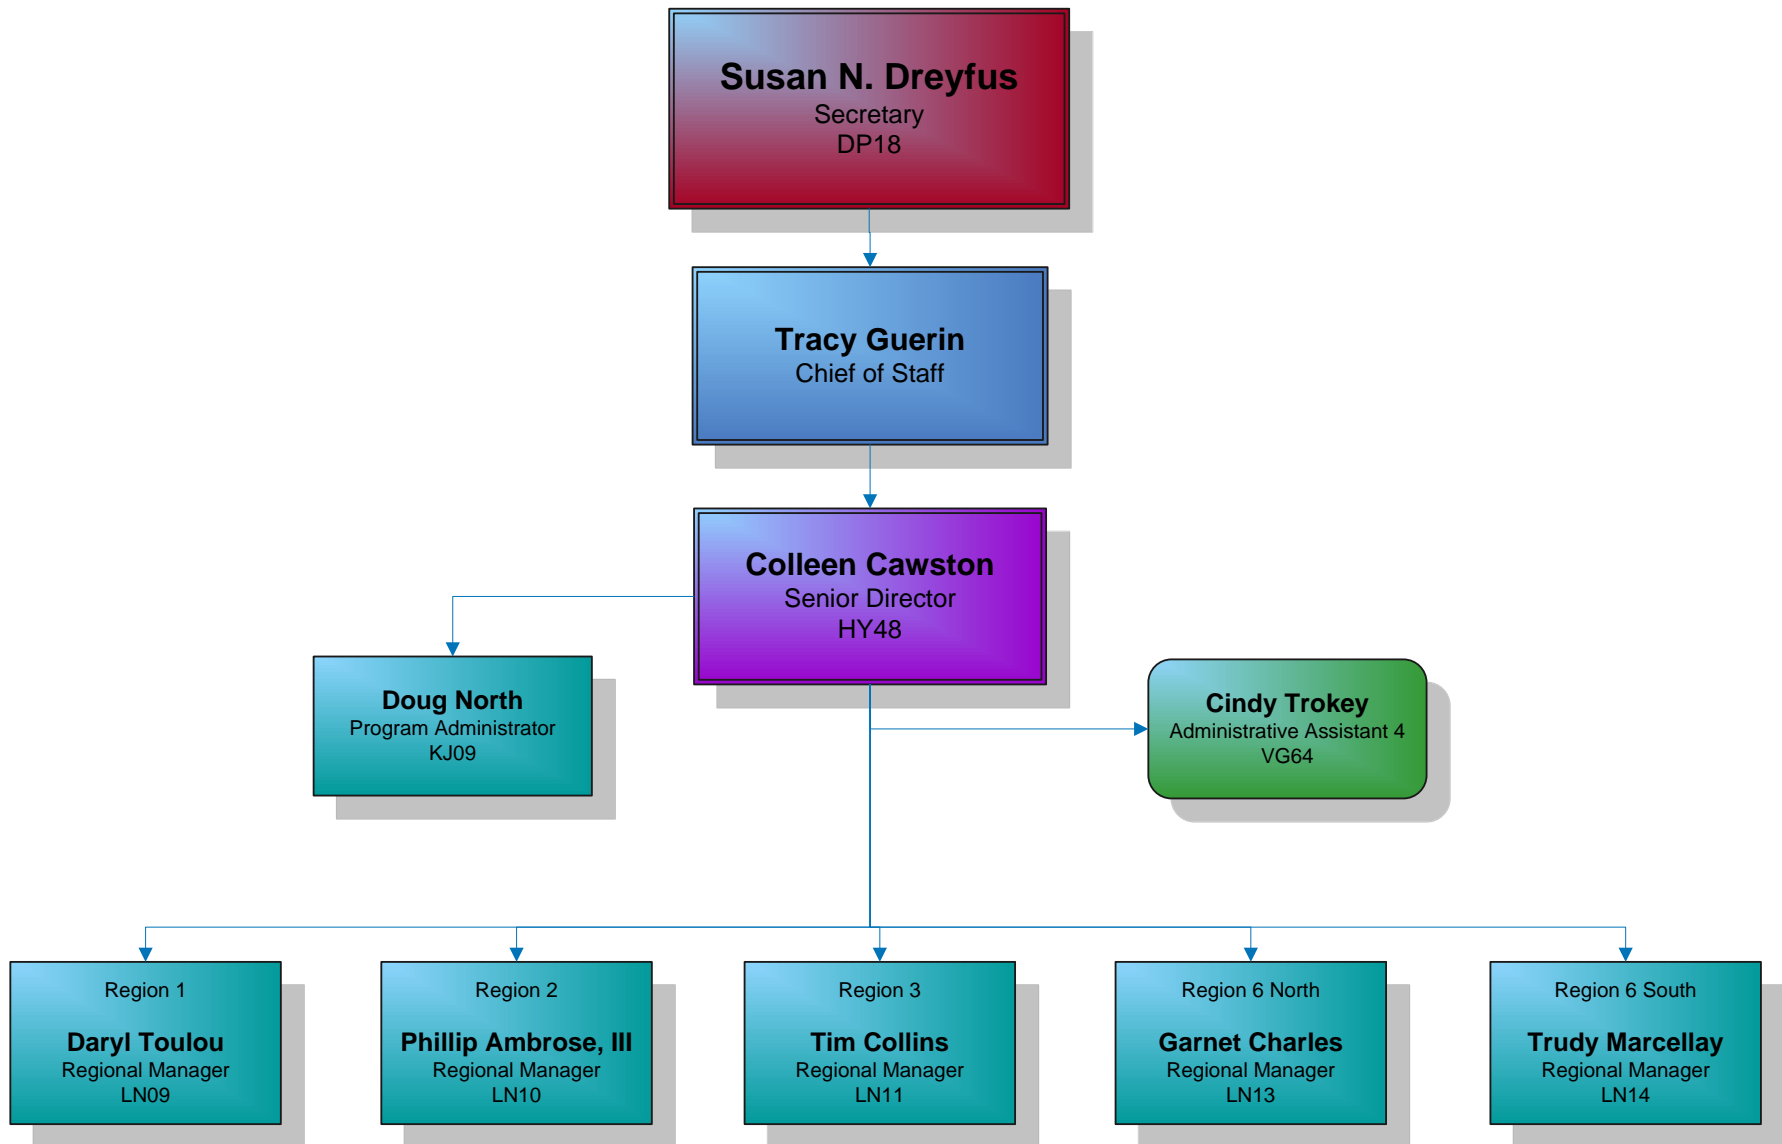 Susan N. Dreyfus
Secretary
DP18
Tracy Guerin
Chief of Staff
Colleen Cawston
Senior Director
HY48
Doug North
Program Administrator
KJ09
Cindy Trokey
Administrative Assistant 4
VG64
Region 1
Daryl Toulou
Regional Manager
LN09
Region 2
Phillip Ambrose, III
Regional Manager
LN10
Region 3
Tim Collins
Regional Manager
LN11
Region 6 North
Garnet Charles
Regional Manager
LN13
Region 6 South
Trudy Marcellay
Regional Manager
LN14